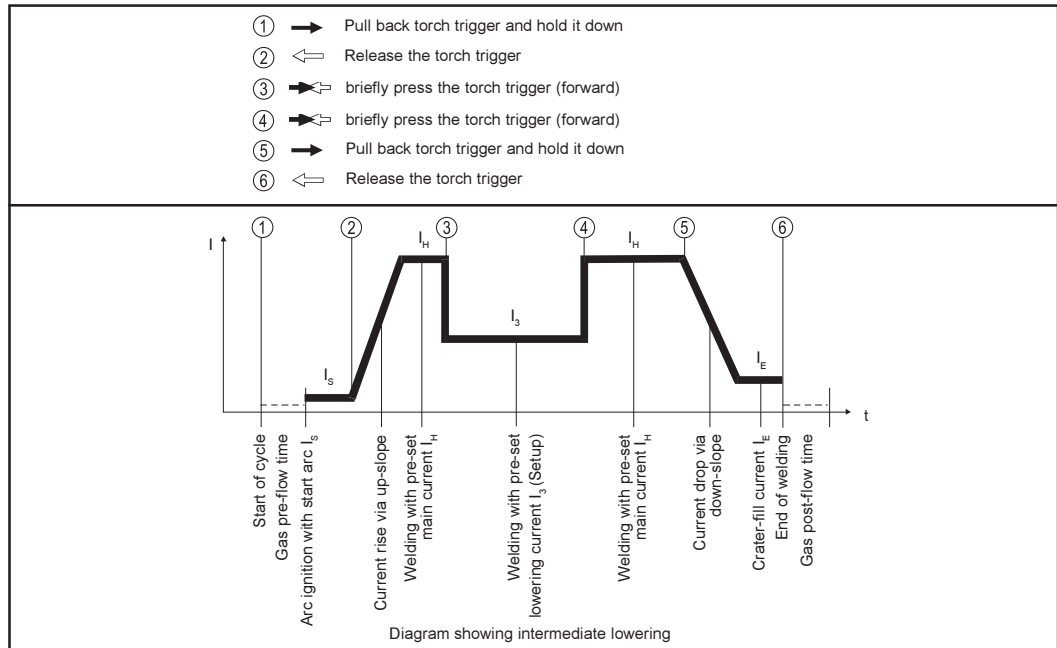 1 Pull back torch trigger and hold it down
2 Release the torch trigger
3 briefly press the torch trigger (forward)
4 briefly press the torch trigger (forward)
5 Pull back torch trigger and hold it down
6 Release the torch trigger
1 2 3 4 5 6
I
I_H
I_H
I_3
I_S
I_E
t
Start of cycle
Gas pre-flow time
Arc ignition with start arc I_S
Current rise via up-slope
Welding with pre-set
main current I_H
Welding with pre-set
lowering current I_3 (Setup)
Welding with pre-set
main current I_H
Current drop via
down-slope
Crater-fill current I_E
End of welding
Gas post-flow time
Diagram showing intermediate lowering